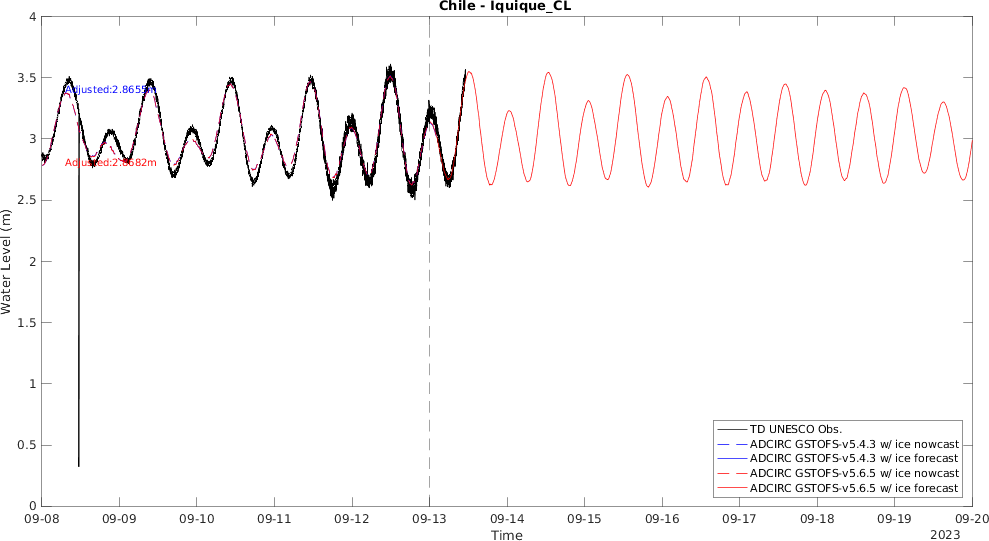 Chile - Iquique_CL
4
3.5
3
2.5
2
1.5
1
0.5
0
Water Level (m)
Adjusted:2.8655m
Adjusted:2.8682m
TD UNESCO Obs.
ADCIRC GSTOFS-v5.4.3 w/ ice nowcast
ADCIRC GSTOFS-v5.4.3 w/ ice forecast
ADCIRC GSTOFS-v5.6.5 w/ ice nowcast
ADCIRC GSTOFS-v5.6.5 w/ ice forecast
09-08 09-09 09-10 09-11 09-12 09-13 09-14 09-15 09-16 09-17 09-18 09-19 09-20
Time
2023